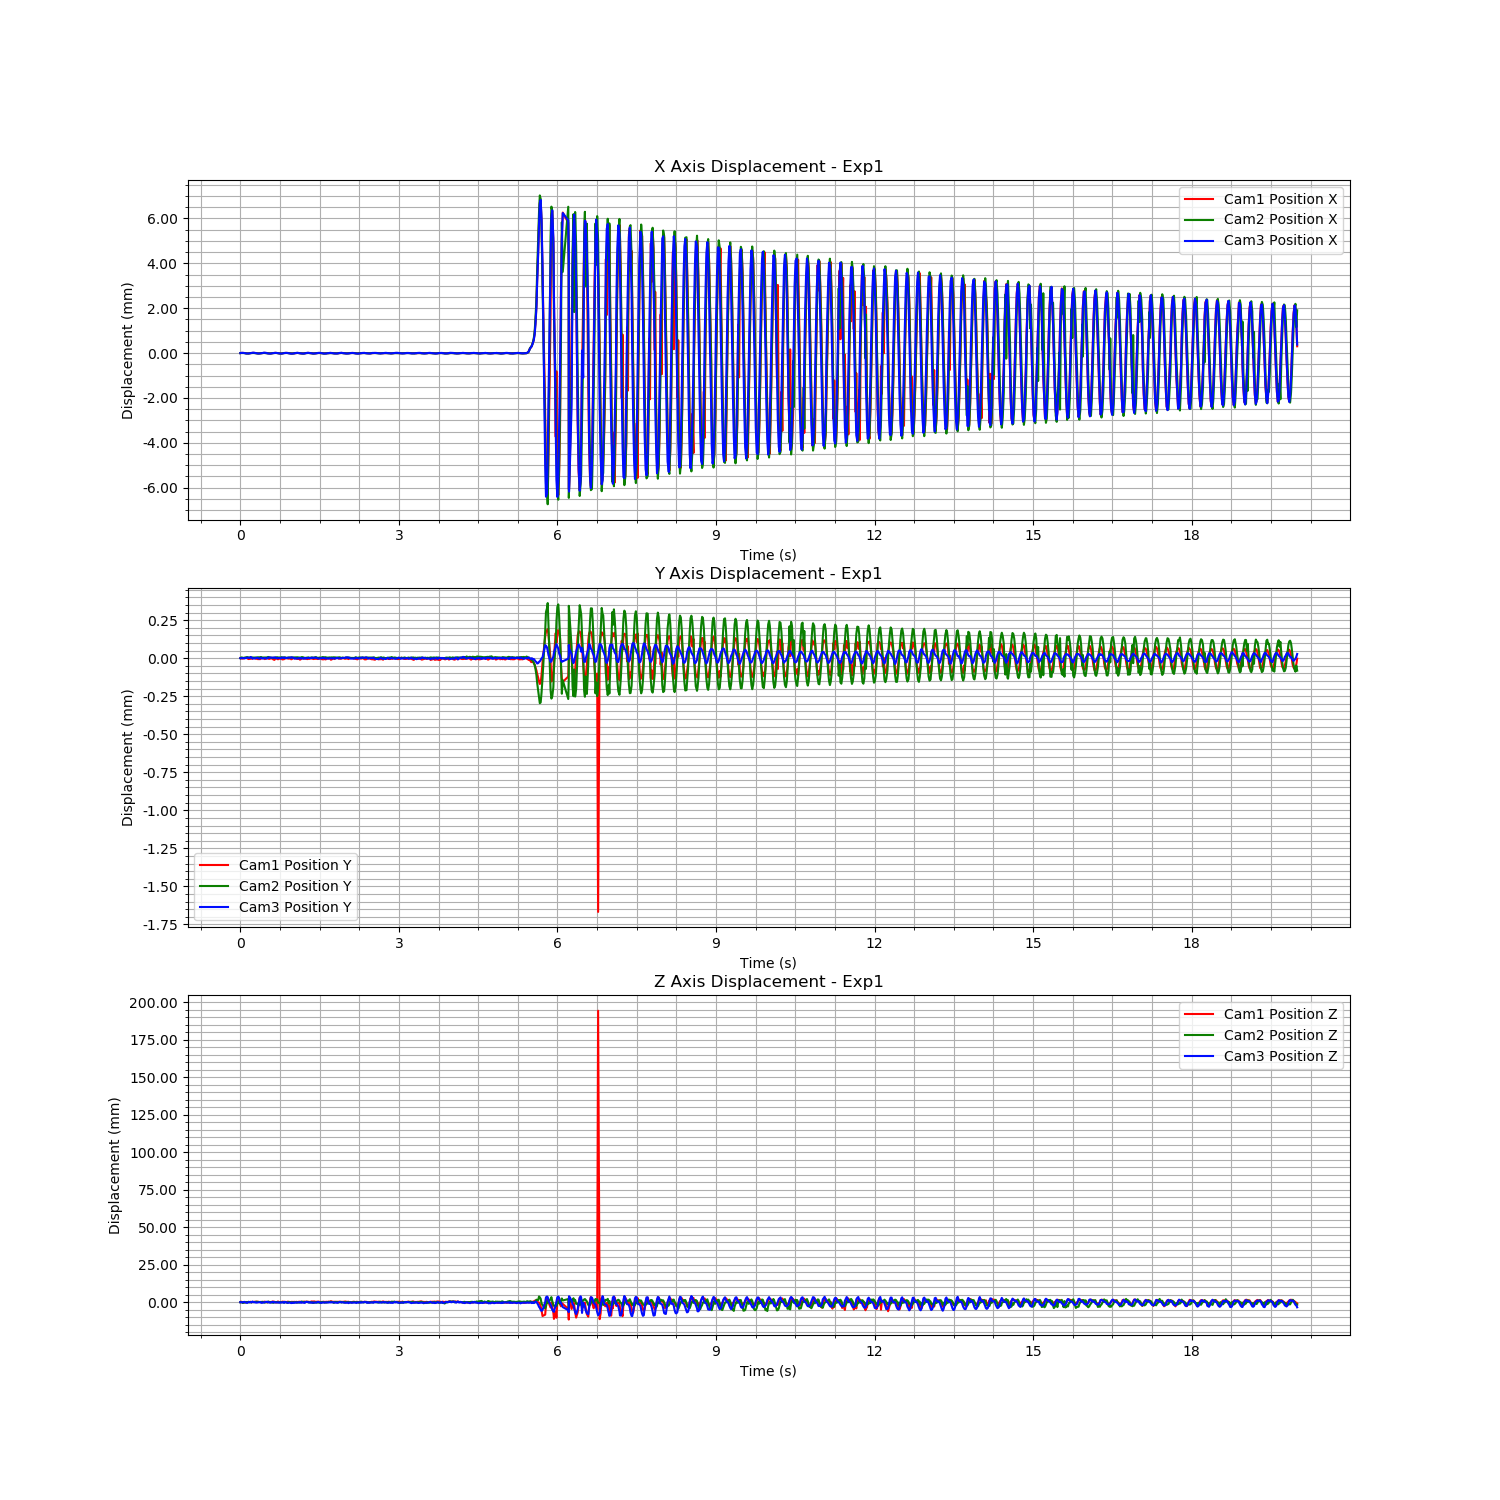 X Axis Displacement - Exp1
6.00
4.00
2.00
0.00
-2.00
-4.00
-6.00
Displacement (mm)
Cam1 Position X
Cam2 Position X
Cam3 Position X
0 3 6 9 12 15 18
Time (s)
Y Axis Displacement - Exp1
0.25
0.00
-0.25
-0.50
-0.75
-1.00
-1.25
-1.50
-1.75
Displacement (mm)
Cam1 Position Y
Cam2 Position Y
Cam3 Position Y
0 3 6 9 12 15 18
Time (s)
Z Axis Displacement - Exp1
200.00
175.00
150.00
125.00
100.00
75.00
50.00
25.00
0.00
Displacement (mm)
Cam1 Position Z
Cam2 Position Z
Cam3 Position Z
0 3 6 9 12 15 18
Time (s)